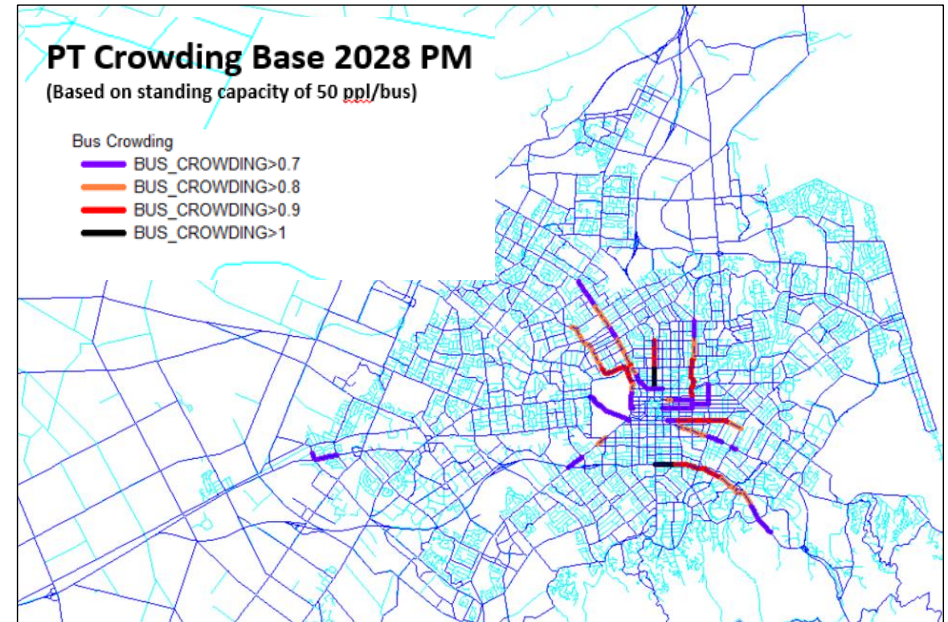 PT Crowding Base 2028 PM
(Based on standing capacity of 50 ppl/bus)
Bus Crowding
BUS_CROWDING>0.7
BUS_CROWDING>0.8
BUS_CROWDING>0.9
BUS_CROWDING>1